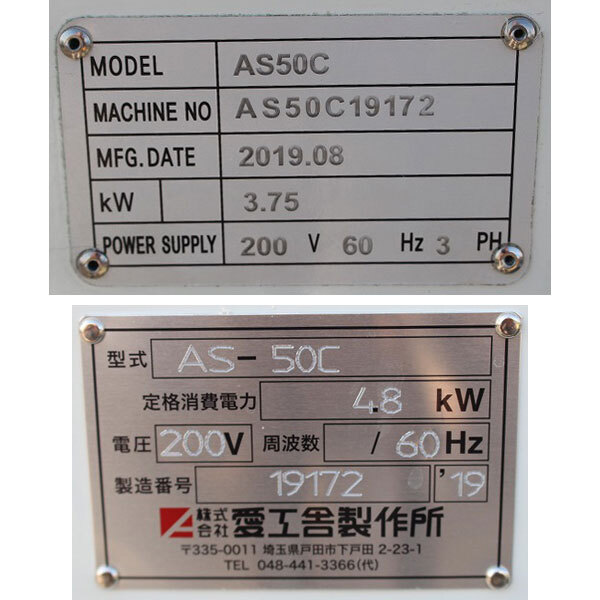 MODEL AS50C
MACHINE NO AS50C19172
MFG.DATE 2019.08
kW 3.75
POWER SUPPLY 200 V 60 Hz 3 PH
型式 AS-50C
定格消費電力 4.8 kW
電圧 200V 周波数 / 60Hz
製造番号 19172 '19
株式会社 愛工舎製作所
〒335-0011 埼玉県戸田市下戸田 2-23-1
TEL 048-441-3366(代)